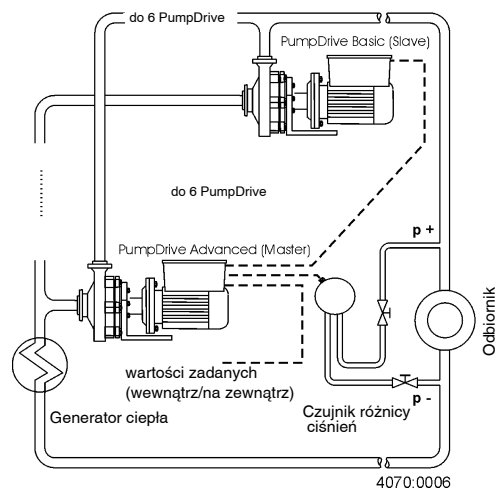 do 6 PumpDrive
PumpDrive Basic (Slave)
do 6 PumpDrive
p +
PumpDrive Advanced (Master)
Odbiornik
wartości zadanych
(wewnątrz/na zewnątrz)
p -
Czujnik różnicy
ciśnień
Generator ciepła
4070:0006